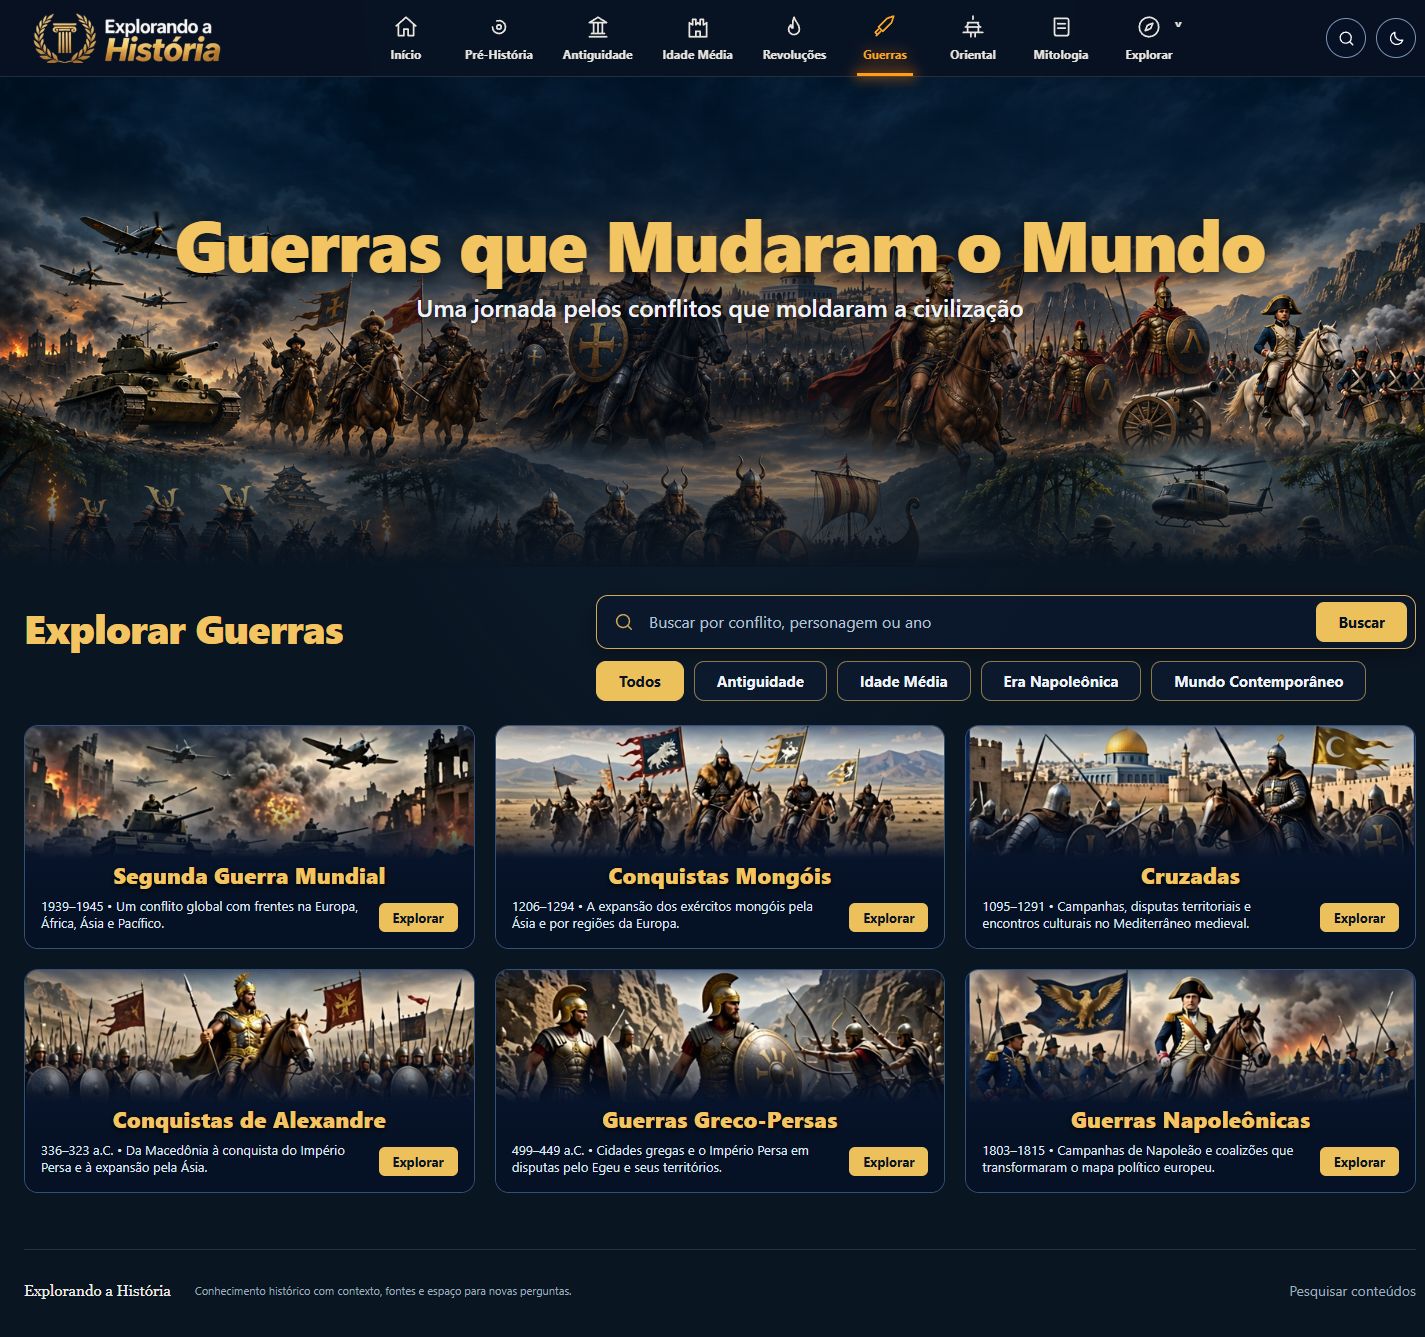 Explorando a
História
Início
Pré-História
Antiguidade
Idade Média
Revoluções
Guerras
Oriental
Mitologia
Explorar
Guerras que Mudaram o Mundo
Uma jornada pelos conflitos que moldaram a civilização
Explorar Guerras
Buscar por conflito, personagem ou ano
Buscar
Todos
Antiguidade
Idade Média
Era Napoleônica
Mundo Contemporâneo
Segunda Guerra Mundial
1939–1945 • Um conflito global com frentes na Europa,
África, Ásia e Pacífico.
Explorar
Conquistas Mongóis
1206–1294 • A expansão dos exércitos mongóis pela
Ásia e por regiões da Europa.
Explorar
Cruzadas
1095–1291 • Campanhas, disputas territoriais e
encontros culturais no Mediterrâneo medieval.
Explorar
Conquistas de Alexandre
336–323 a.C. • Da Macedônia à conquista do Império
Persa e à expansão pela Ásia.
Explorar
Guerras Greco-Persas
499–449 a.C. • Cidades gregas e o Império Persa em
disputas pelo Egeu e seus territórios.
Explorar
Guerras Napoleônicas
1803–1815 • Campanhas de Napoleão e coalizões que
transformaram o mapa político europeu.
Explorar
Explorando a História
Conhecimento histórico com contexto, fontes e espaço para novas perguntas.
Pesquisar conteúdos